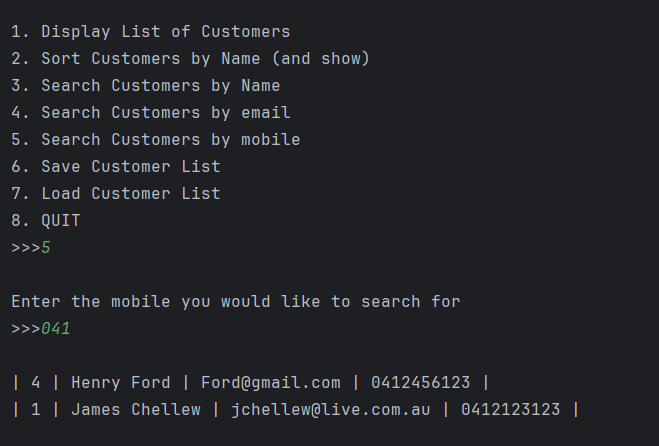 1. Display List of Customers
2. Sort Customers by Name (and show)
3. Search Customers by Name
4. Search Customers by email
5. Search Customers by mobile
6. Save Customer List
7. Load Customer List
8. QUIT
>>>5
Enter the mobile you would like to search for
>>>041
| 4 | Henry Ford | Ford@gmail.com | 0412456123 |
| 1 | James Chellew | jchellew@live.com.au | 0412123123 |